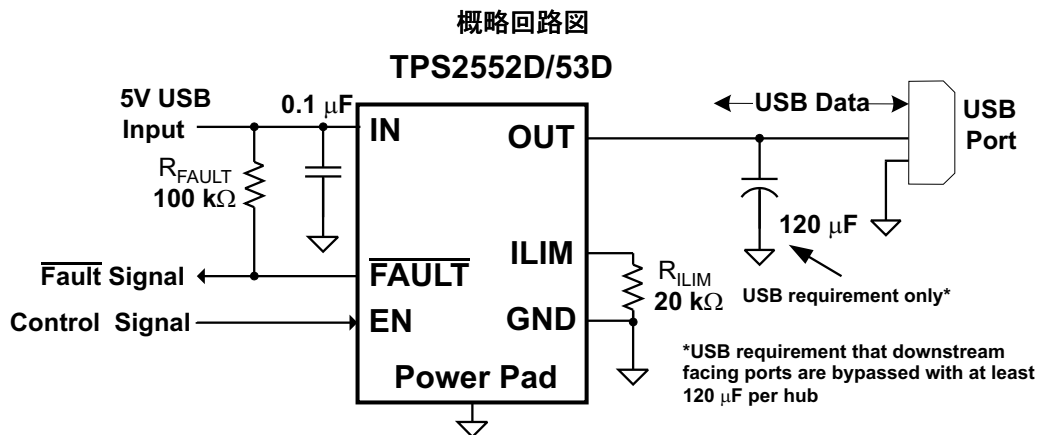 概略回路図
TPS2552D/53D
5V USB
Input
0.1 μF
IN
OUT
USB Data
USB
Port
RFAULT
100 kΩ
120 μF
Fault Signal
FAULT
ILIM
RILIM
20 kΩ
USB requirement only*
Control Signal
EN
GND
Power Pad
*USB requirement that downstream
facing ports are bypassed with at least
120 μF per hub